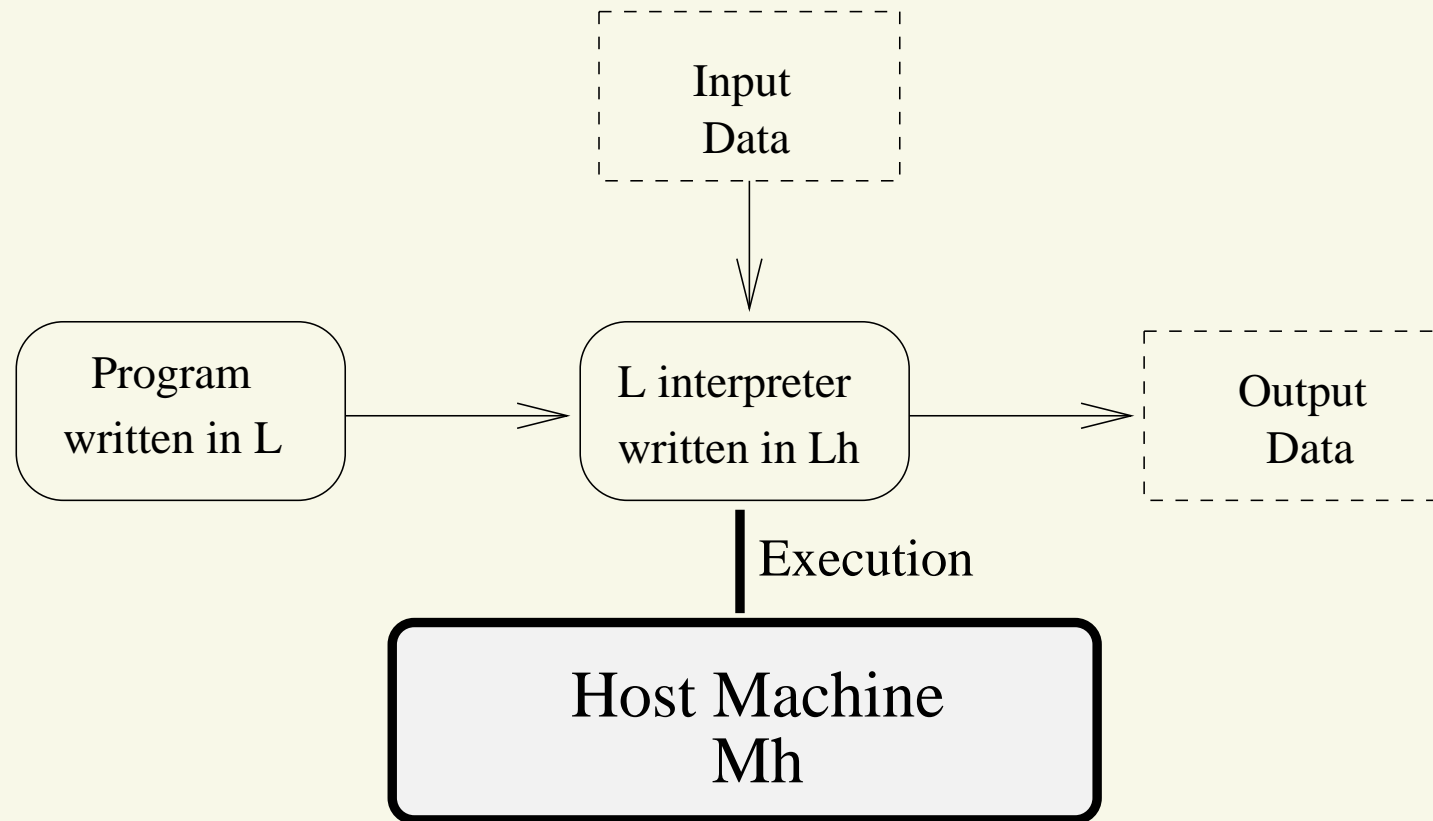 Input
Data
Program
written in L
L interpreter
written in Lh
Output
Data
Execution
Host Machine
Mh